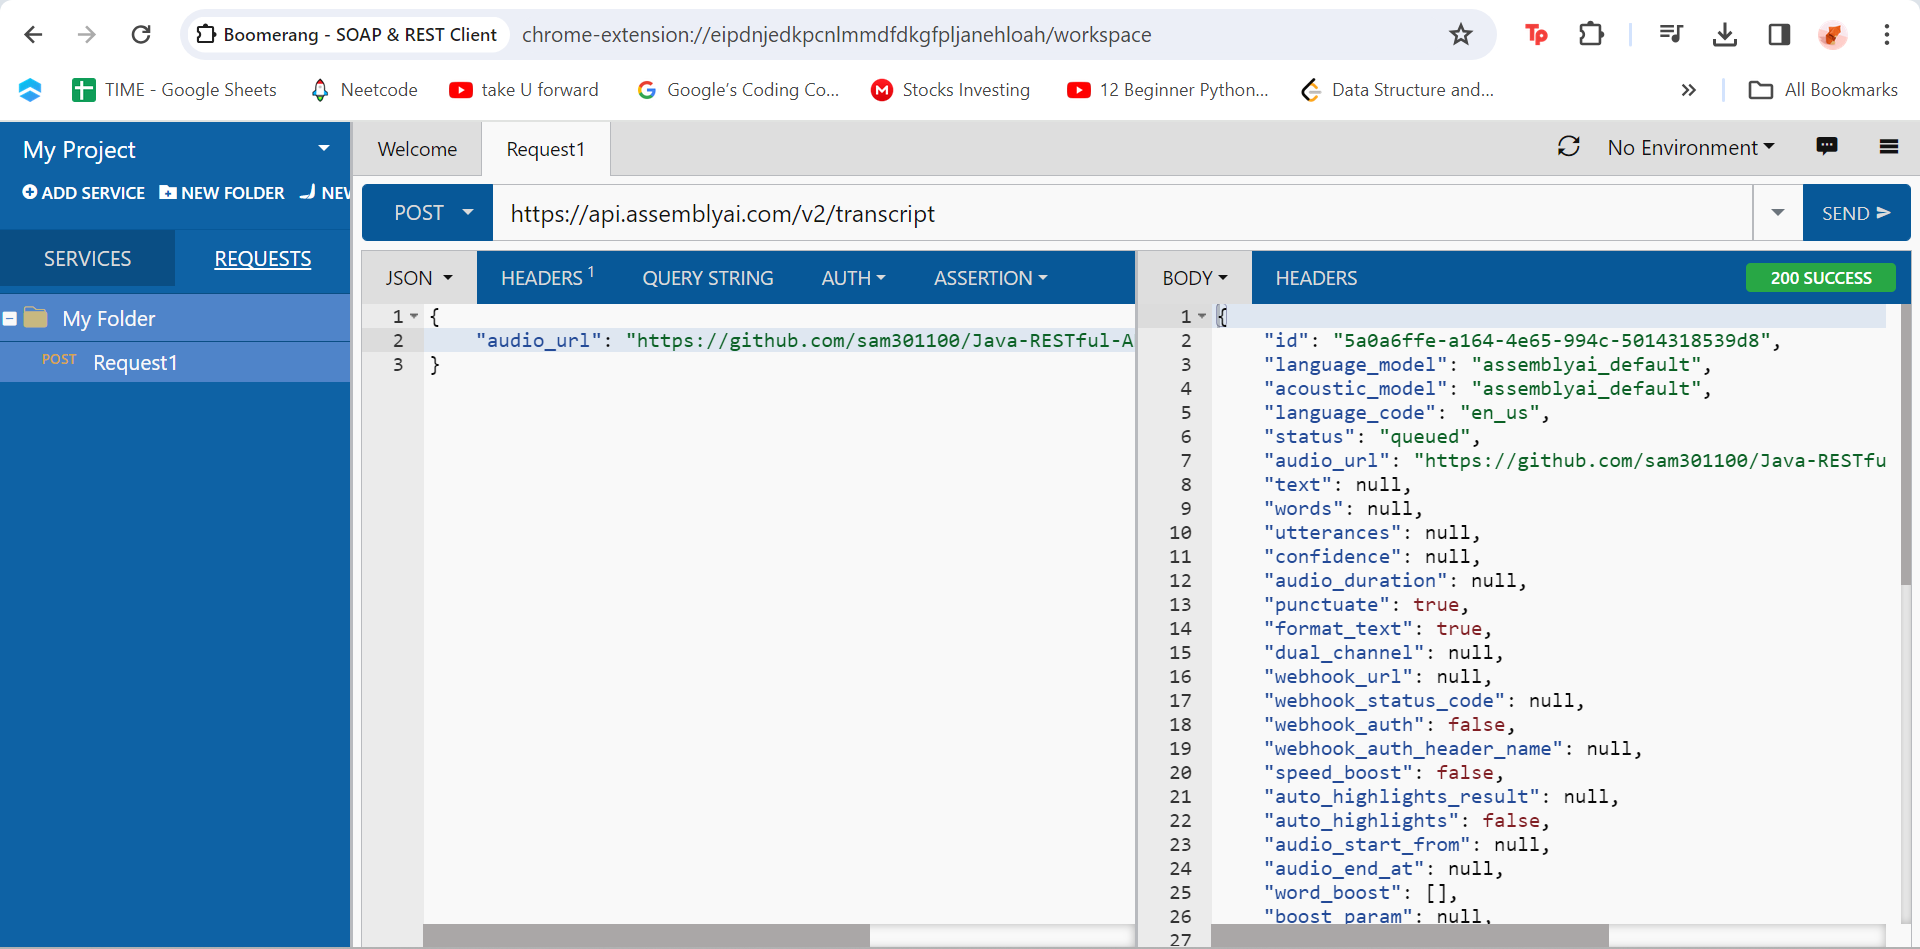 Boomerang - SOAP & REST Client chrome-extension://eipdnjedkpcnlmmdfdkgfpljanehloah/workspace Tp
TIME - Google Sheets Neetcode take U forward Google's Coding Co... M Stocks Investing 12 Beginner Python... Data Structure and... » All Bookmarks
My Project Welcome Request1 No Environment
ADD SERVICE NEW FOLDER NEW
POST https://api.assemblyai.com/v2/transcript SEND
SERVICES REQUESTS
JSON HEADERS 1 QUERY STRING AUTH ASSERTION BODY HEADERS 200 SUCCESS
My Folder
POST Request1
1 {
2 "audio_url": "https://github.com/sam301100/Java-RESTful-A
3 }
1 {
2 "id": "5a0a6ffe-a164-4e65-994c-5014318539d8",
3 "language_model": "assemblyai_default",
4 "acoustic_model": "assemblyai_default",
5 "language_code": "en_us",
6 "status": "queued",
7 "audio_url": "https://github.com/sam301100/Java-RESTfu
8 "text": null,
9 "words": null,
10 "utterances": null,
11 "confidence": null,
12 "audio_duration": null,
13 "punctuate": true,
14 "format_text": true,
15 "dual_channel": null,
16 "webhook_url": null,
17 "webhook_status_code": null,
18 "webhook_auth": false,
19 "webhook_auth_header_name": null,
20 "speed_boost": false,
21 "auto_highlights_result": null,
22 "auto_highlights": false,
23 "audio_start_from": null,
24 "audio_end_at": null,
25 "word_boost": [],
26 "boost_param": null,
27